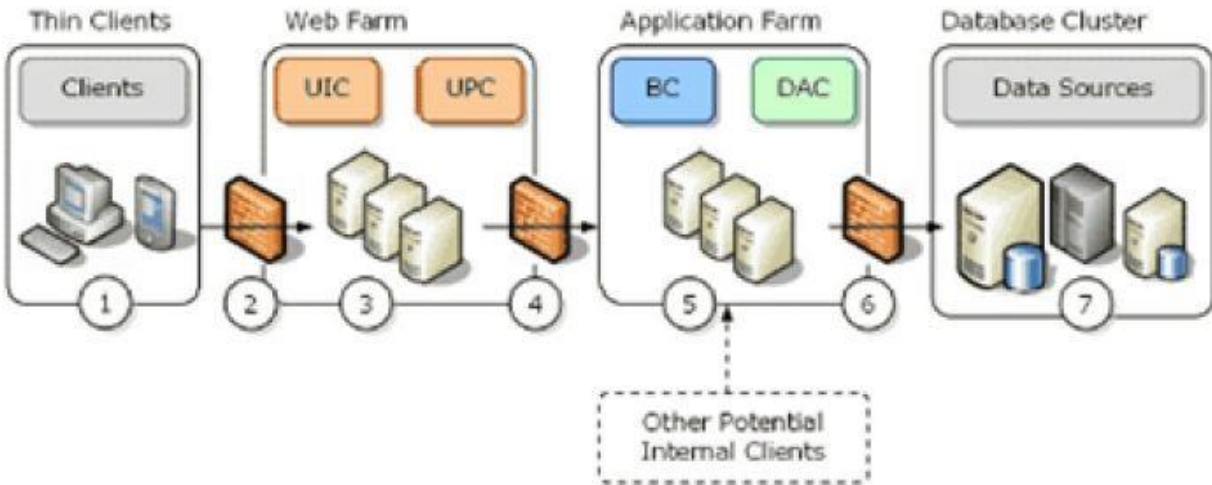 Thin Clients
Web Farm
Application Farm
Database Cluster
Clients
UIC
UPC
BC
DAC
Data Sources
1
2
3
4
5
6
7
Other Potential
Internal Clients